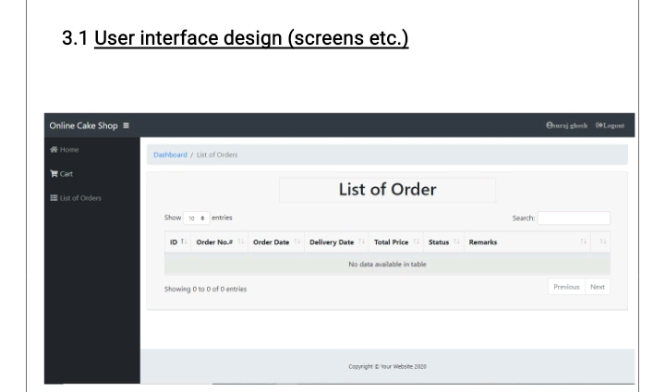 3.1 User interface design (screens etc.)
Online Cake Shop
suraj ghosh Logout
Home
Dashboard / List of Orders
Cart
List of Order
List of Orders
Show 10 entries Search:
ID Order No.# Order Date Delivery Date Total Price Status Remarks
No data available in table
Showing 0 to 0 of 0 entries
Previous Next
Copyright © Your Website 2020